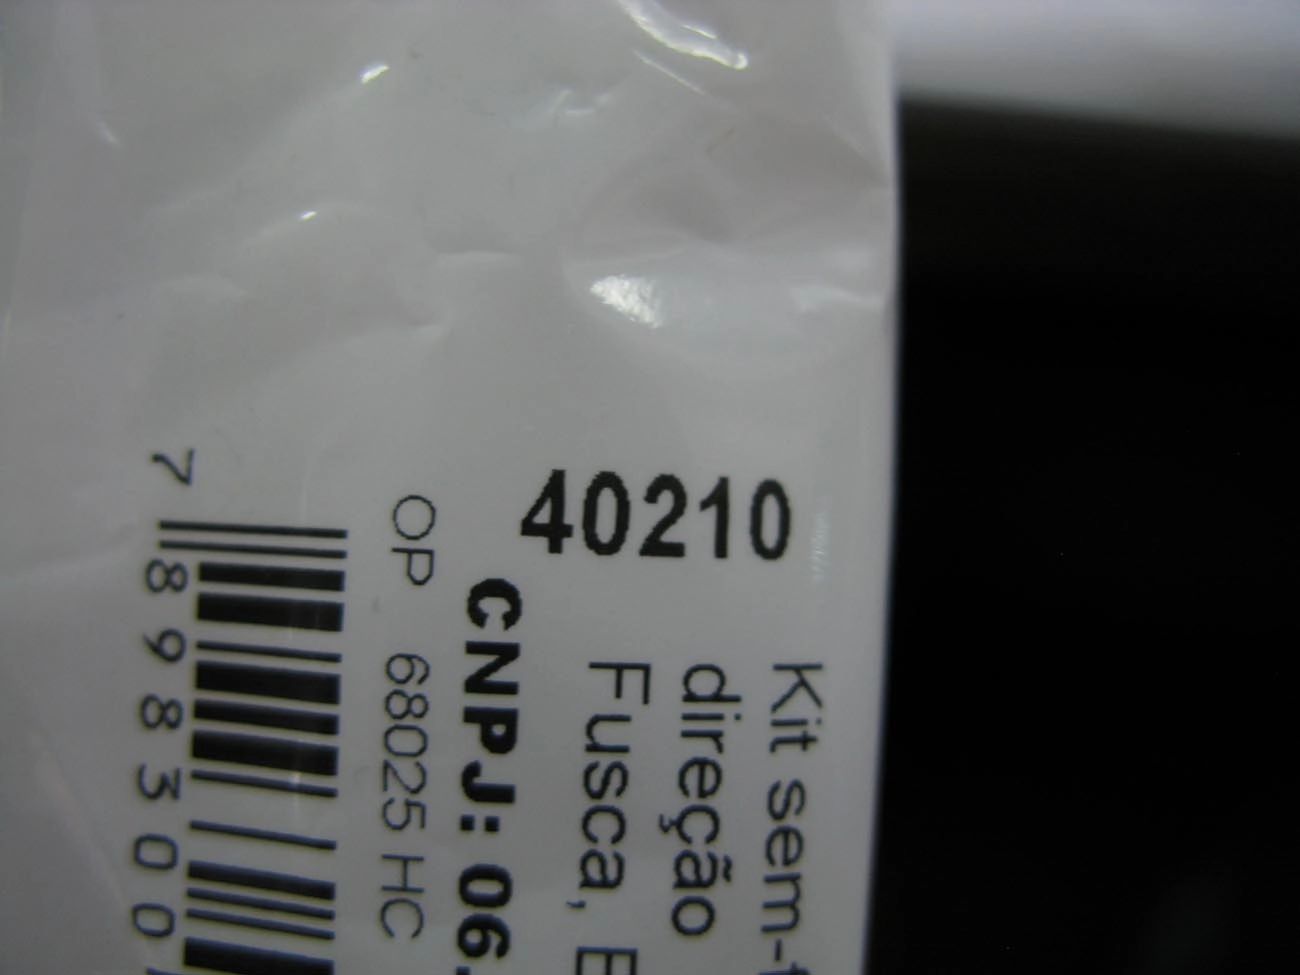 40210
Kit sem-
direção
Fusca,
CNPJ: 06.
OP 68025 HC
7 898300